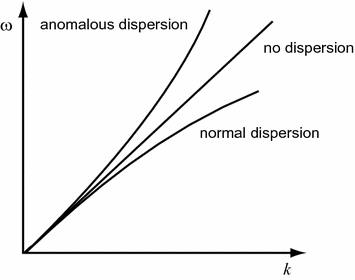 ω
anomalous dispersion
no dispersion
normal dispersion
k